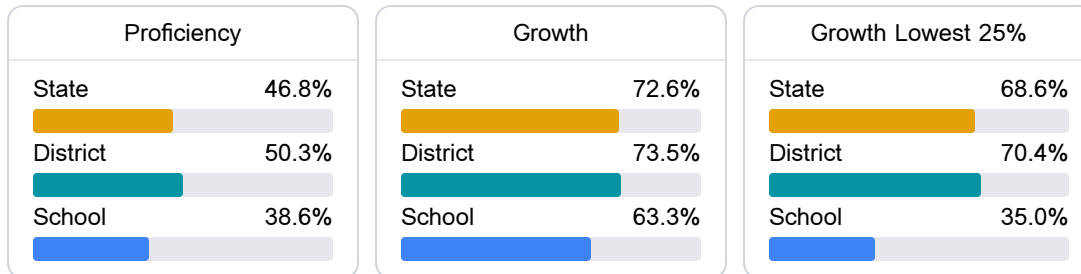 Proficiency
State 46.8%
District 50.3%
School 38.6%
Growth
State 72.6%
District 73.5%
School 63.3%
Growth Lowest 25%
State 68.6%
District 70.4%
School 35.0%